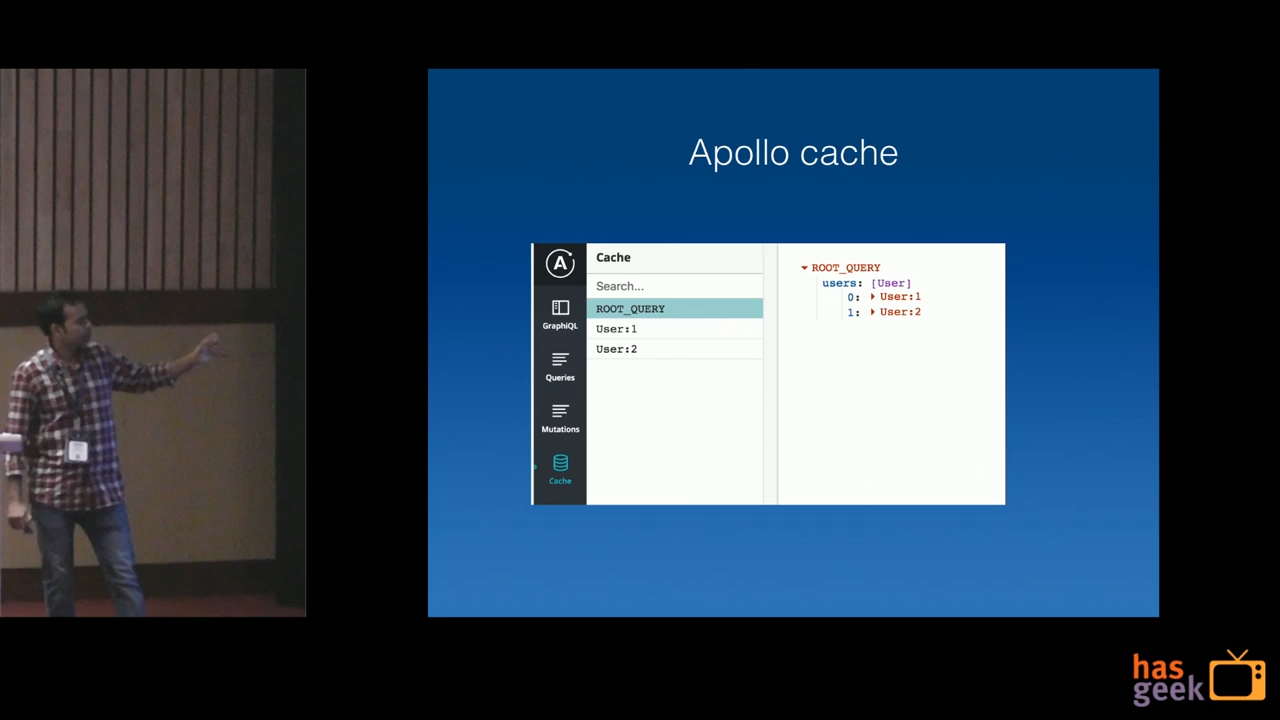 Apollo cache
Cache
Search...
ROOT_QUERY
User:1
User:2
GraphiQL
Queries
Mutations
Cache
ROOT_QUERY
users: [User]
0: User:1
1: User:2
has
geek